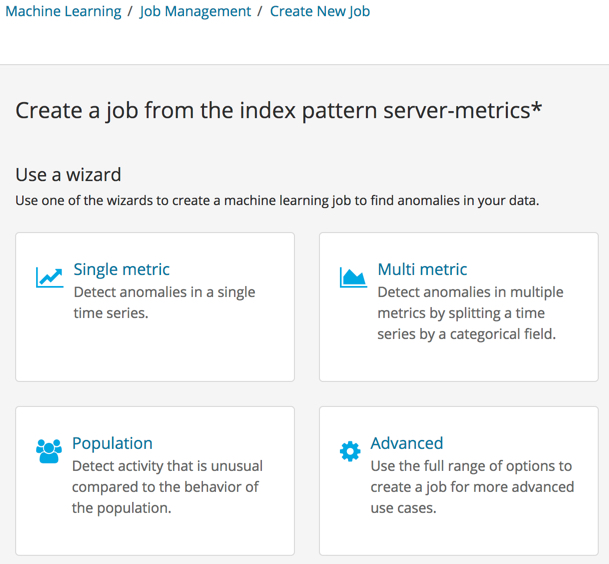 Machine Learning / Job Management / Create New Job
Create a job from the index pattern server-metrics*
Use a wizard
Use one of the wizards to create a machine learning job to find anomalies in your data.
Single metric
Detect anomalies in a single
time series.
Multi metric
Detect anomalies in multiple
metrics by splitting a time
series by a categorical field.
Population
Detect activity that is unusual
compared to the behavior of
the population.
Advanced
Use the full range of options to
create a job for more advanced
use cases.